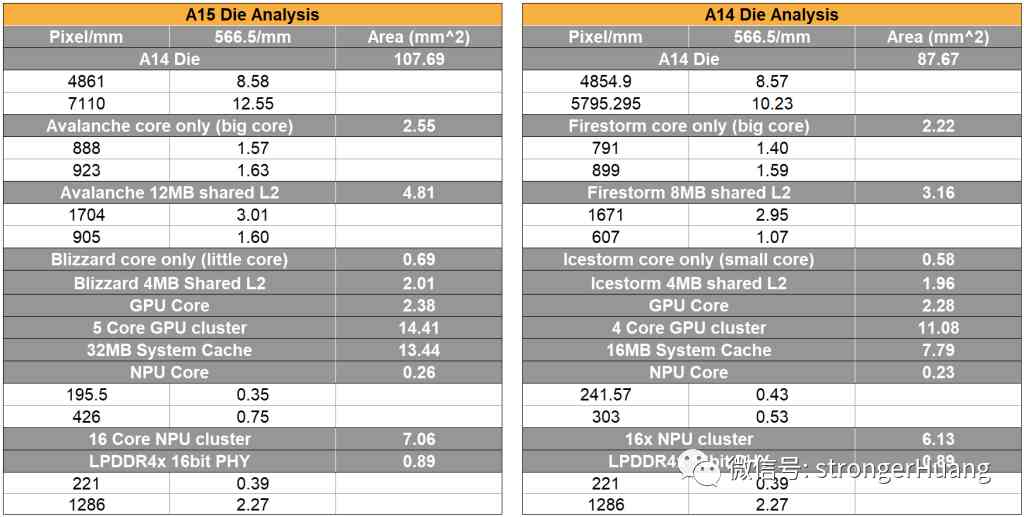 A15 Die Analysis
Pixel/mm 566.5/mm Area (mm^2)
A14 Die 107.69
4861 8.58
7110 12.55
Avalanche core only (big core) 2.55
888 1.57
923 1.63
Avalanche 12MB shared L2 4.81
1704 3.01
905 1.60
Blizzard core only (little core) 0.69
Blizzard 4MB Shared L2 2.01
GPU Core 2.38
5 Core GPU cluster 14.41
32MB System Cache 13.44
NPU Core 0.26
195.5 0.35
426 0.75
16 Core NPU cluster 7.06
LPDDR4x 16bit PHY 0.89
221 0.39
1286 2.27
A14 Die Analysis
Pixel/mm 566.5/mm Area (mm^2)
A14 Die 87.67
4854.9 8.57
5795.295 10.23
Firestorm core only (big core) 2.22
791 1.40
899 1.59
Firestorm 8MB shared L2 3.16
1671 2.95
607 1.07
Icestorm core only (small core) 0.58
Icestorm 4MB shared L2 1.96
GPU Core 2.28
4 Core GPU cluster 11.08
16MB System Cache 7.79
NPU Core 0.23
241.57 0.43
303 0.53
16x NPU cluster 6.13
PHY 0.89
微信号: strongerHuang
221 0.39
1286 2.27